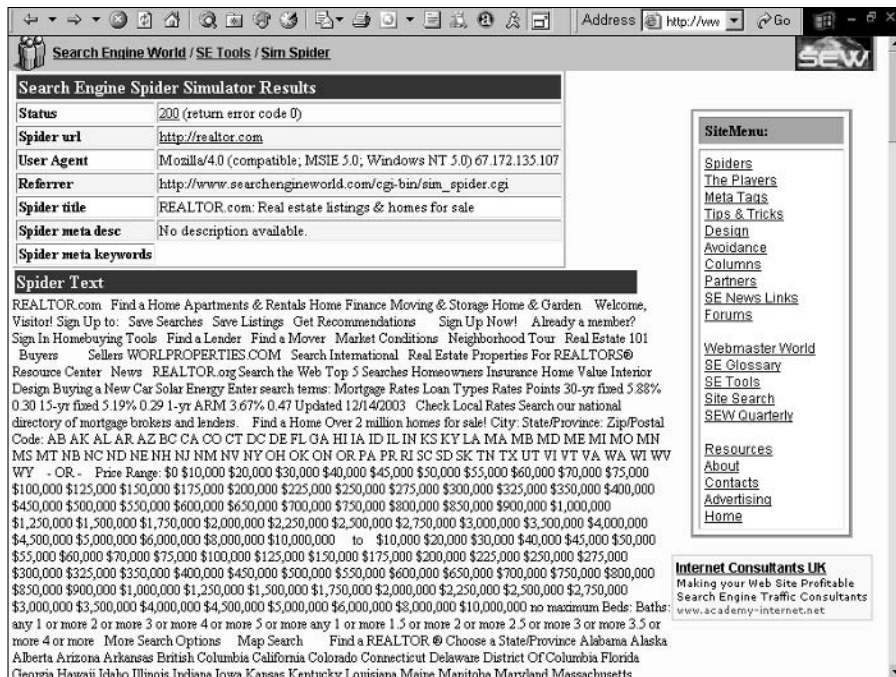 Address http://ww Go
Search Engine World / SE Tools / Sim Spider
SEW
Search Engine Spider Simulator Results
Status 200 (return error code 0)
Spider url http://realtor.com
User Agent Mozilla/4.0 (compatible; MSIE 5.0; Windows NT 5.0) 67.172.135.107
Referrer http://www.searchengineworld.com/cgi-bin/sim_spider.cgi
Spider title REALTOR.com: Real estate listings & homes for sale
Spider meta desc No description available.
Spider meta keywords
Spider Text
REALTOR.com Find a Home Apartments & Rentals Home Finance Moving & Storage Home & Garden Welcome,
Visitor! Sign Up to: Save Searches Save Listings Get Recommendations Sign Up Now! Already a member?
Sign In Homebuying Tools Find a Lender Find a Mover Market Conditions Neighborhood Tour Real Estate 101
Buyers Sellers WORLPROPERTIES.COM Search International Real Estate Properties For REALTORS®
Resource Center News REALTOR.org Search the Web Top 5 Searches Homeowners Insurance Home Value Interior
Design Buying a New Car Solar Energy Enter search terms: Mortgage Rates Loan Types Rates Points 30-yr fixed 5.88%
0.30 15-yr fixed 5.19% 0.29 1-yr ARM 3.67% 0.47 Updated 12/14/2003 Check Local Rates Search our national
directory of mortgage brokers and lenders. Find a Home Over 2 million homes for sale! City: State/Province: Zip/Postal
Code: AB AK AL AR AZ BC CA CO CT DC DE FL GA HI IA ID IL IN KS KY LA MA MB MD ME MI MO MN
MS MT NB NC ND NE NH NJ NM NV NY OH OK ON OR PA PR RI SC SD SK TN TX UT VI VT VA WA WI WV
WY - OR - Price Range: $0 $10,000 $20,000 $30,000 $40,000 $45,000 $50,000 $55,000 $60,000 $70,000 $75,000
$100,000 $125,000 $150,000 $175,000 $200,000 $225,000 $250,000 $275,000 $300,000 $325,000 $350,000 $400,000
$450,000 $500,000 $550,000 $600,000 $650,000 $700,000 $750,000 $800,000 $850,000 $900,000 $1,000,000
$1,250,000 $1,500,000 $1,750,000 $2,000,000 $2,250,000 $2,500,000 $2,750,000 $3,000,000 $3,500,000 $4,000,000
$4,500,000 $5,000,000 $6,000,000 $8,000,000 $10,000,000 to $10,000 $20,000 $30,000 $40,000 $45,000 $50,000
$55,000 $60,000 $70,000 $75,000 $100,000 $125,000 $150,000 $175,000 $200,000 $225,000 $250,000 $275,000
$300,000 $325,000 $350,000 $400,000 $450,000 $500,000 $550,000 $600,000 $650,000 $700,000 $750,000 $800,000
$850,000 $900,000 $1,000,000 $1,250,000 $1,500,000 $1,750,000 $2,000,000 $2,250,000 $2,500,000 $2,750,000
$3,000,000 $3,500,000 $4,000,000 $4,500,000 $5,000,000 $6,000,000 $8,000,000 $10,000,000 no maximum Beds: Baths:
any 1 or more 2 or more 3 or more 4 or more 5 or more any 1 or more 1.5 or more 2 or more 2.5 or more 3 or more 3.5 or
more 4 or more More Search Options Map Search Find a REALTOR ® Choose a State/Province Alabama Alaska
Alberta Arizona Arkansas British Columbia California Colorado Connecticut Delaware District Of Columbia Florida
Georgia Hawaii Idaho Illinois Indiana Iowa Kansas Kentucky Louisiana Maine Manitoba Maryland Massachusetts
SiteMenu:
Spiders
The Players
Meta Tags
Tips & Tricks
Design
Avoidance
Columns
Partners
SE News Links
Forums
Webmaster World
SE Glossary
SE Tools
Site Search
SEW Quarterly
Resources
About
Contacts
Advertising
Home
Internet Consultants UK
Making your Web Site Profitable
Search Engine Traffic Consultants
www.academy-internet.net